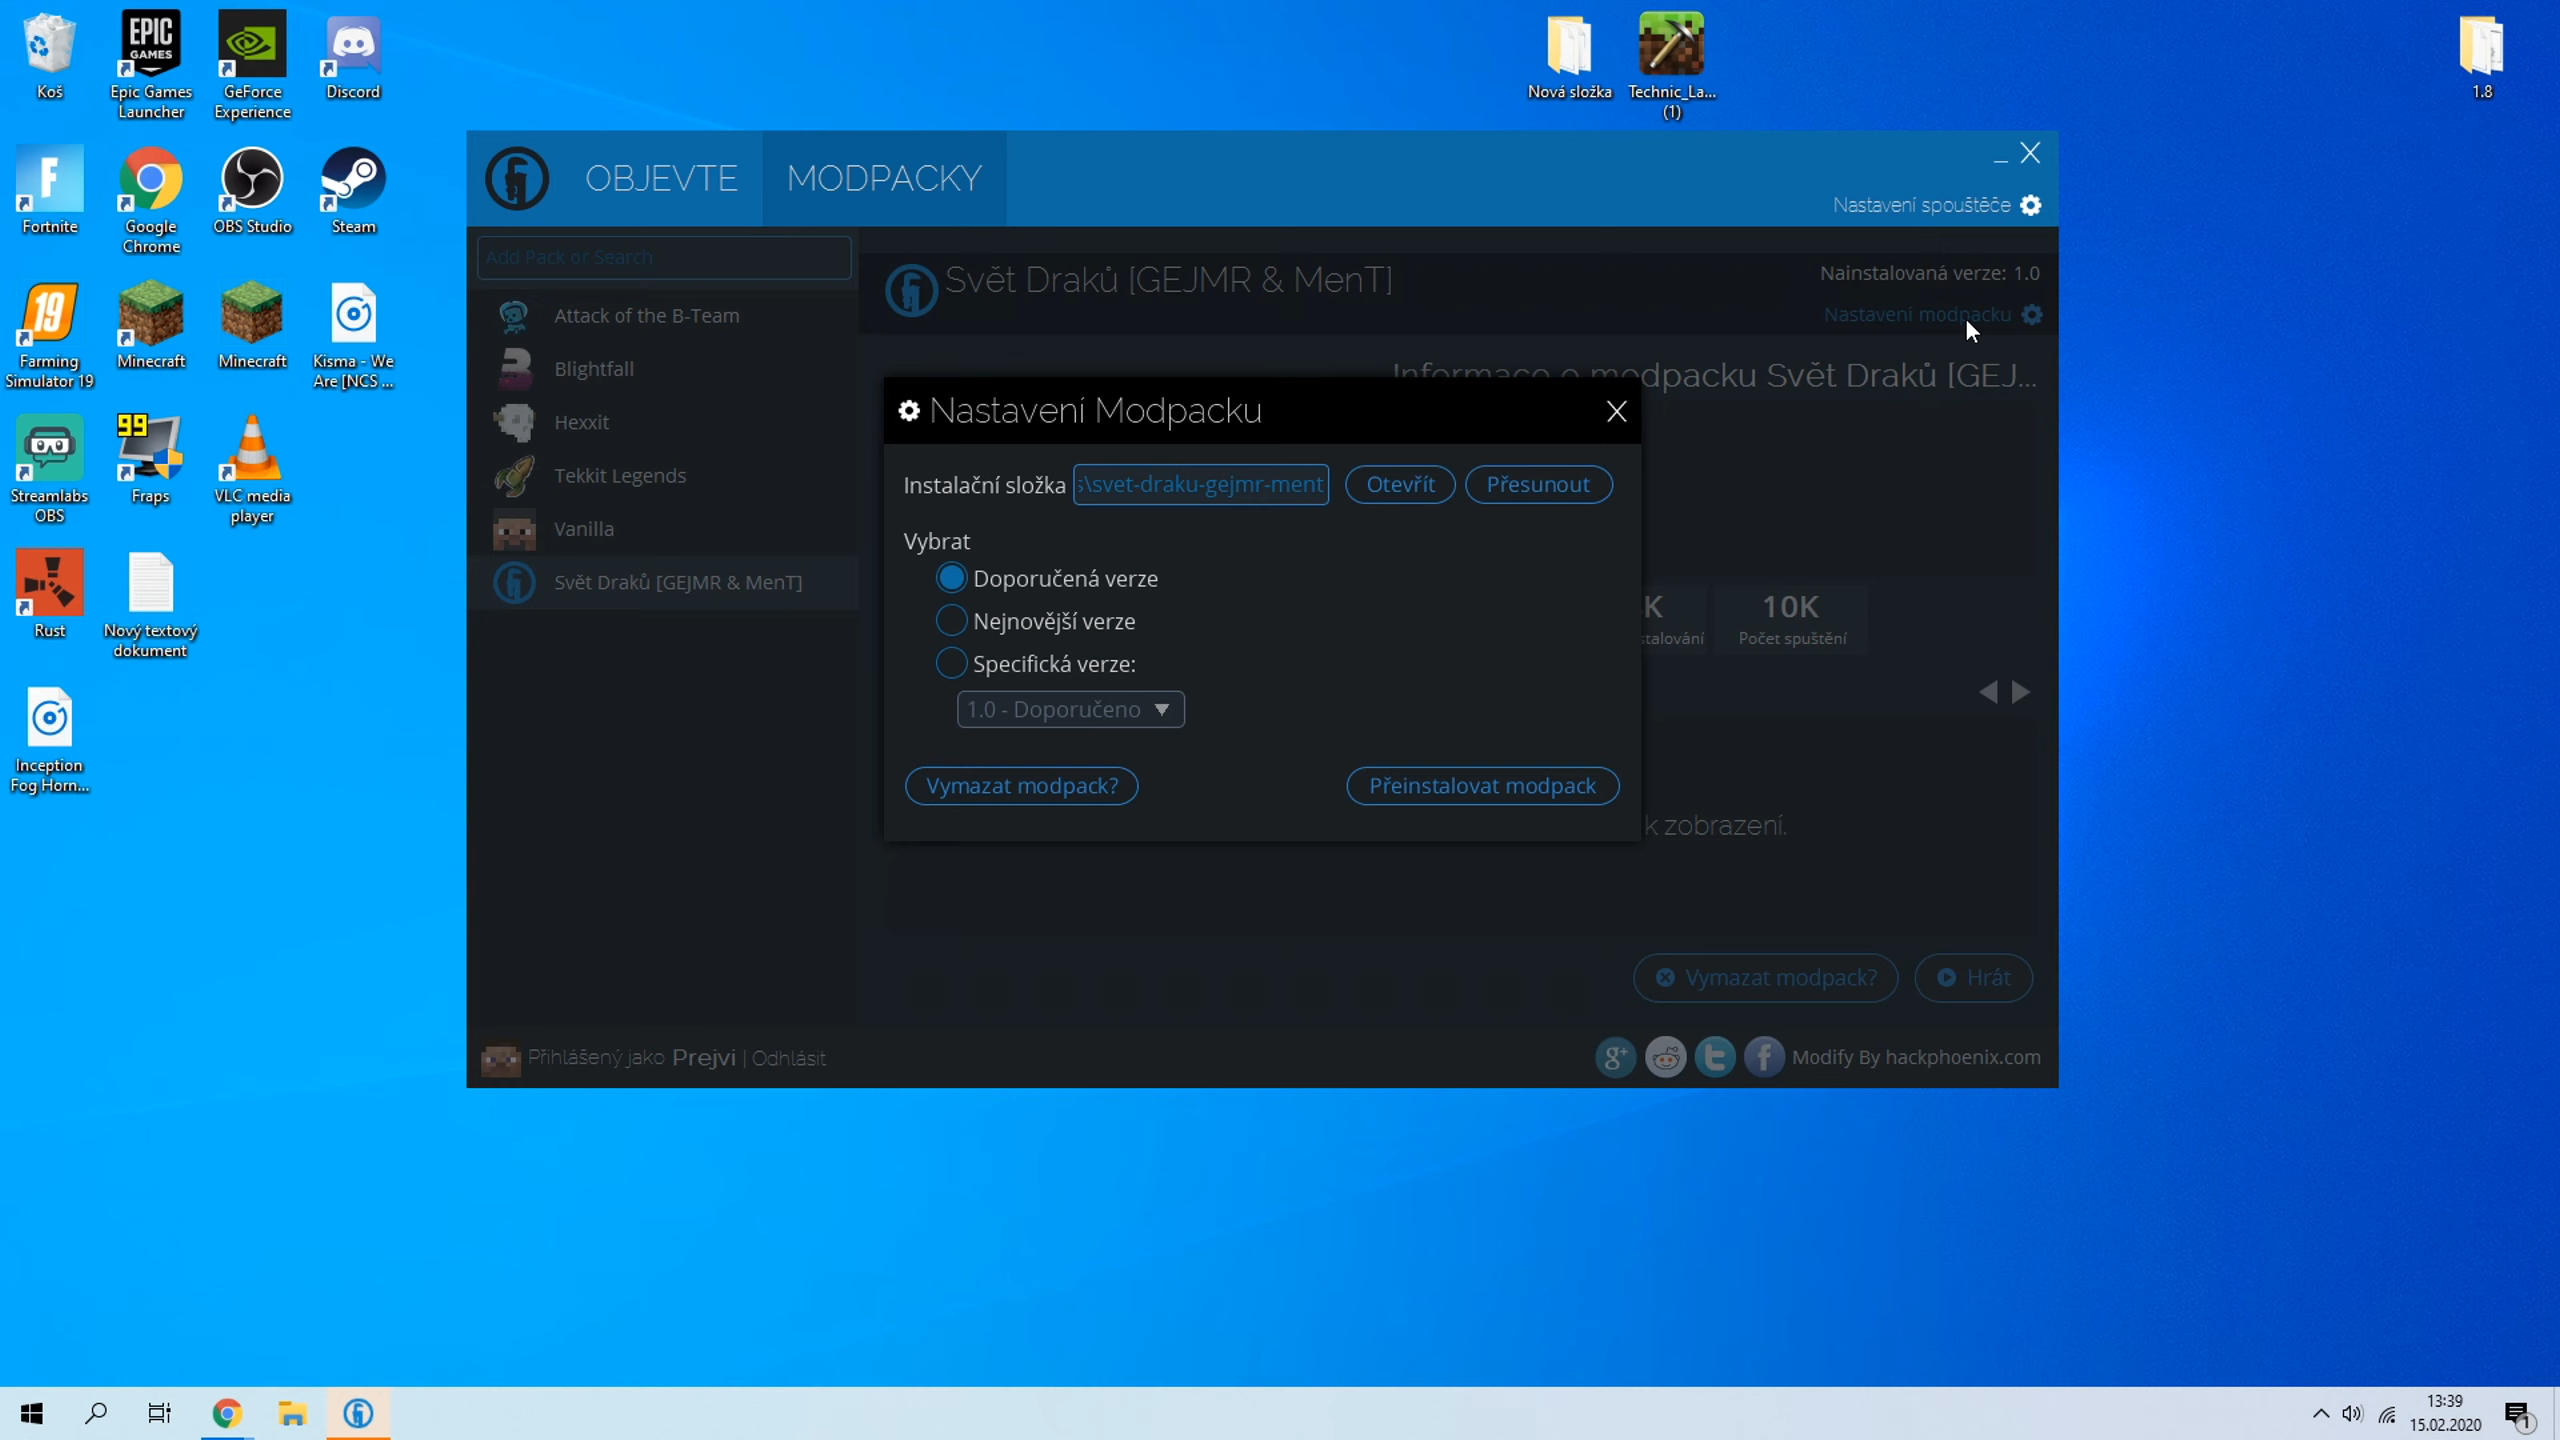 Koš
EPIC GAMES
Epic Games Launcher
GeForce Experience
Discord
Nová složka
Technic_La... (1)
1.8
Fortnite
Google Chrome
OBS Studio
Steam
19
Farming Simulator 19
Minecraft
Minecraft
Kisma - We Are [NCS ...
Streamlabs OBS
99
Fraps
VLC media player
Rust
Nový textový dokument
Inception Fog Horn...
OBJEVTE
MODPACKY
Nastavení spouštěče
Add Pack or Search
Attack of the B-Team
Blightfall
Hexxit
Tekkit Legends
Vanilla
Svět Draků [GEJMR & MenT]
Svět Draků [GEJMR & MenT]
Nainstalovaná verze: 1.0
Nastavení modpacku
Informace o modpacku Svět Draků [GEJ...
Nastavení Modpacku
Instalační složka
\svet-draku-gejmr-ment
Otevřít
Přesunout
Vybrat
Doporučená verze
Nejnovější verze
Specifická verze:
1.0 - Doporučeno
Vymazat modpack?
Přeinstalovat modpack
K
stalování
10K
Počet spuštění
k zobrazení.
Vymazat modpack?
Hrát
Přihlášený jako Prejvi | Odhlásit
Modify By hackphoenix.com
13:39
15.02.2020
1